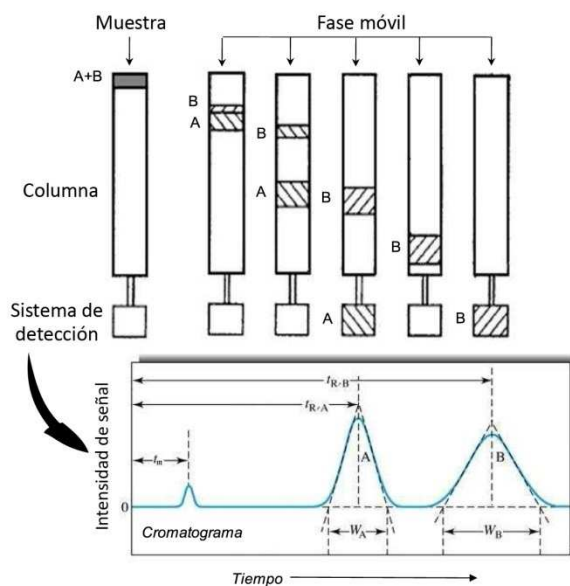 Muestra
Fase móvil
A+B
B
A
B
A
B
B
Columna
Sistema de
detección
A
B
Intensidad de señal
t_R,B
t_R,A
t_m
A
B
0
W_A
W_B
Cromatograma
Tiempo